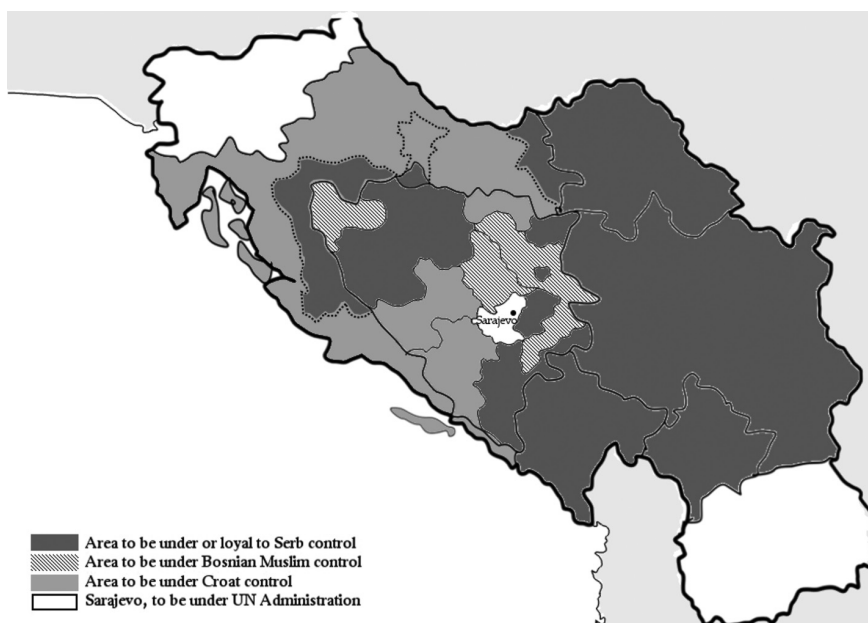 Sarajevo
Area to be under or loyal to Serb control
Area to be under Bosnian Muslim control
Area to be under Croat control
Sarajevo, to be under UN Administration